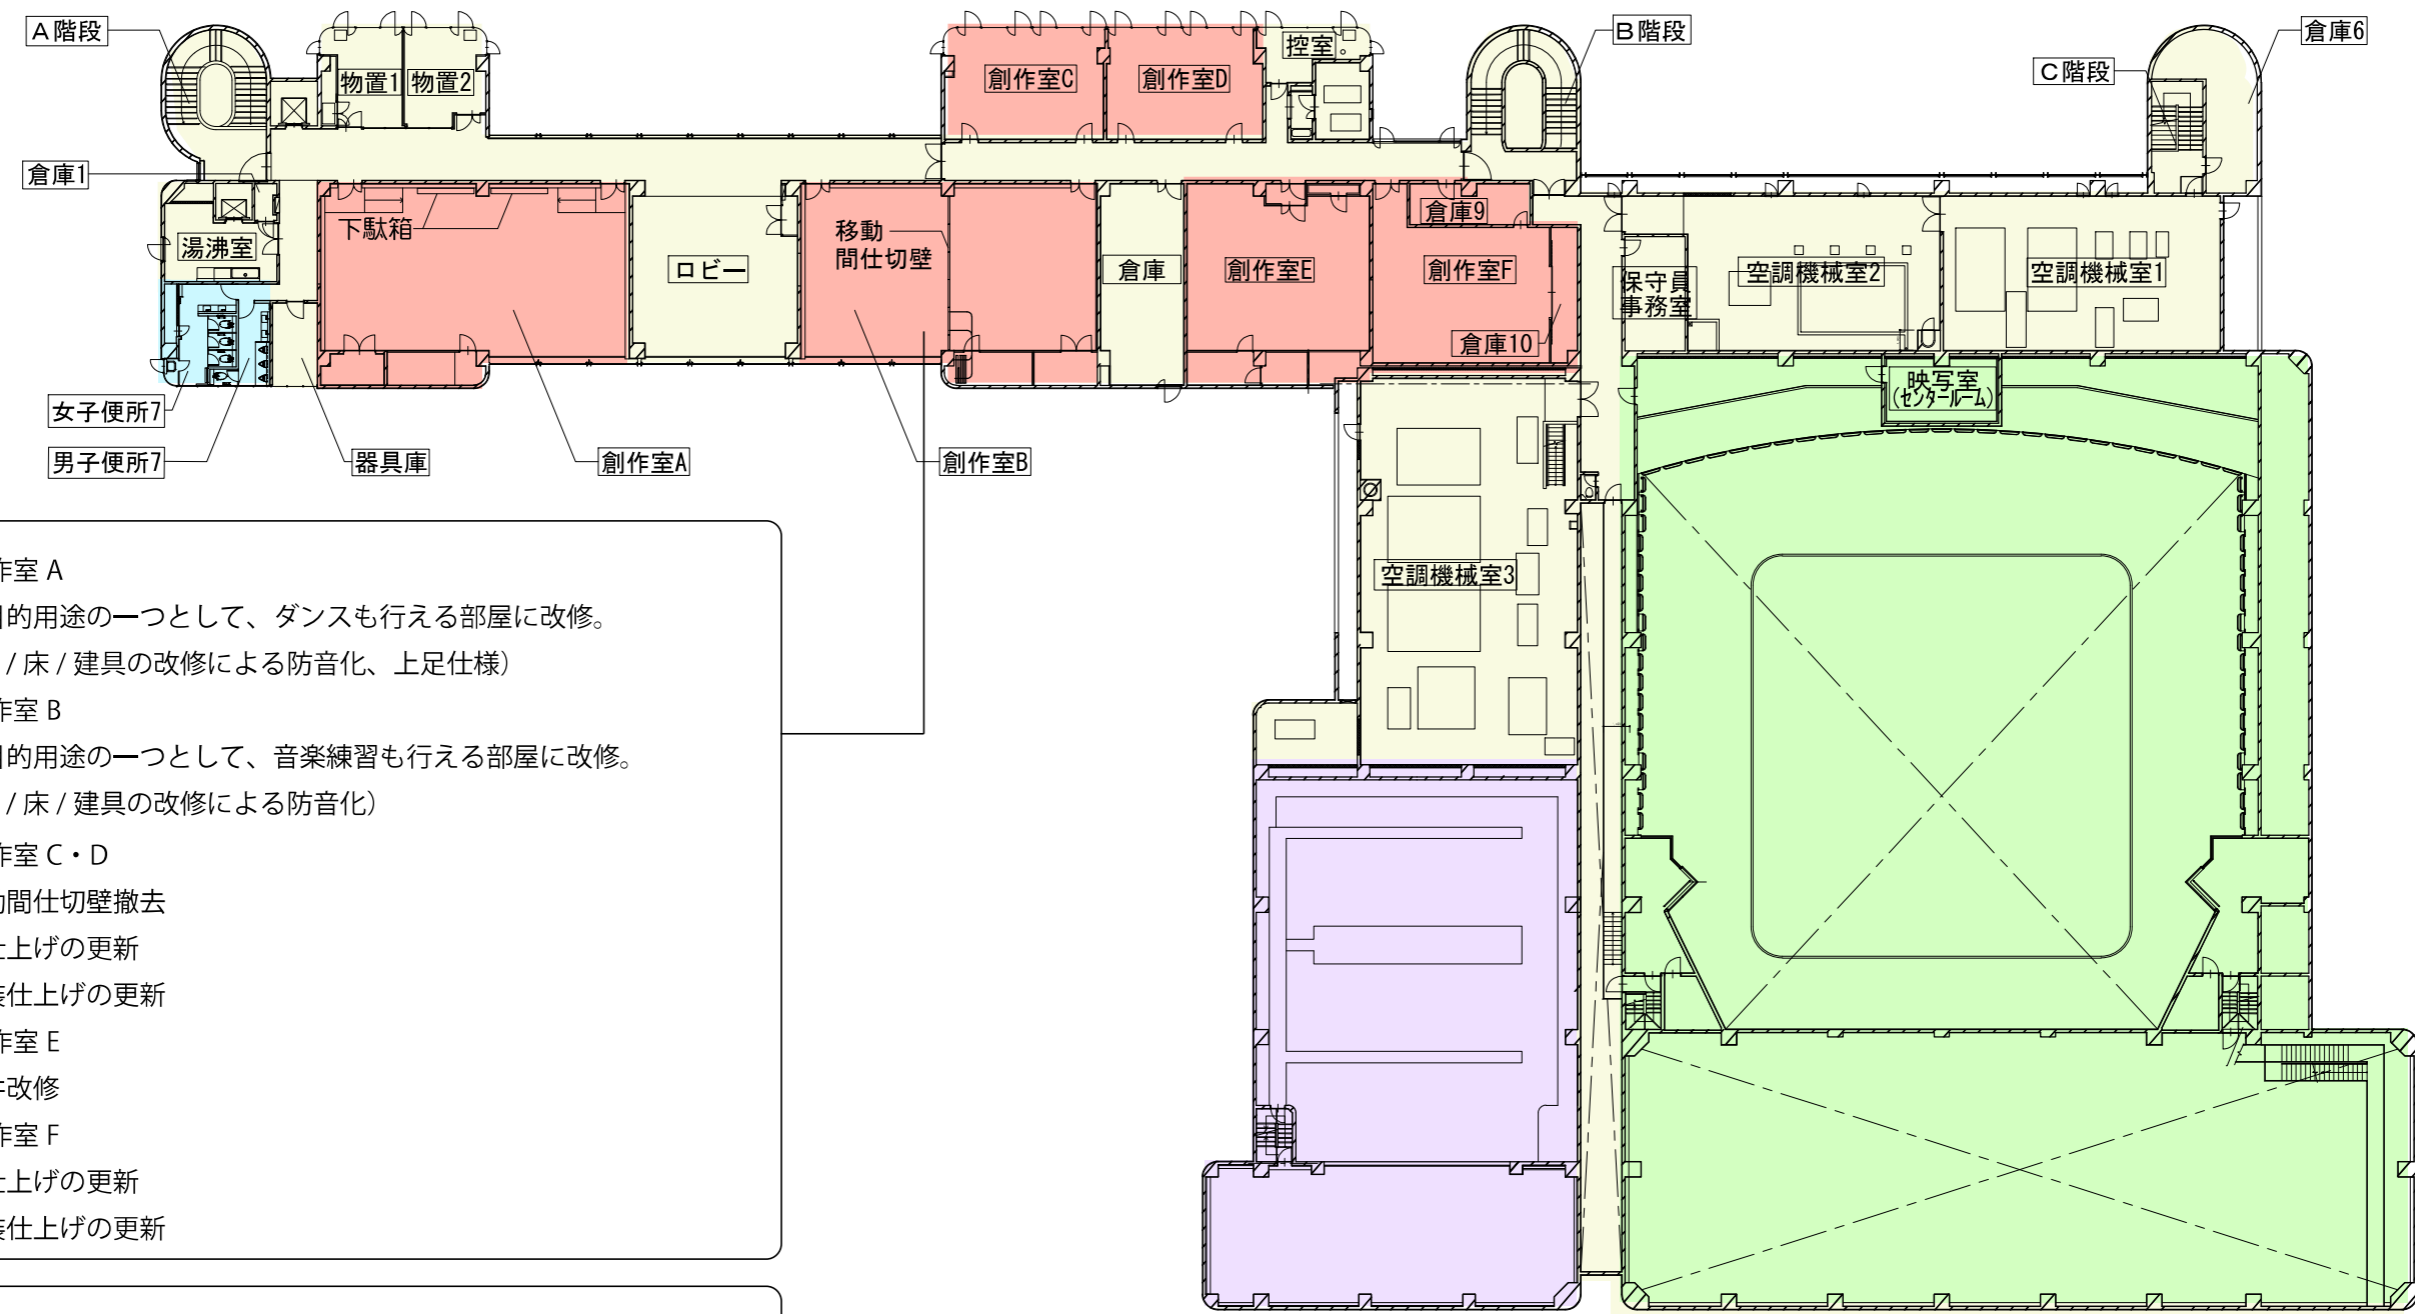 A階段
B階段
倉庫6
控室
C階段
物置1
物置2
創作室C
創作室D
倉庫1
下駄箱
移動
間仕切壁
倉庫9
湯沸室
ロビー
倉庫
創作室E
創作室F
保守員
事務室
空調機械室2
空調機械室1
倉庫10
映写室
(センタールーム)
女子便所7
男子便所7
器具庫
創作室A
創作室B
空調機械室3
作室 A
的用途の一つとして、ダンスも行える部屋に改修。
/ 床 / 建具の改修による防音化、上足仕様）
作室 B
的用途の一つとして、音楽練習も行える部屋に改修。
/ 床 / 建具の改修による防音化）
作室 C・D
間仕切壁撤去
仕上げの更新
仕上げの更新
作室 E
改修
作室 F
仕上げの更新
仕上げの更新